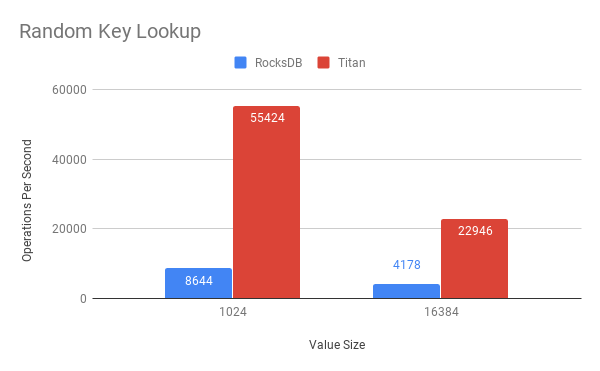 Random Key Lookup
RocksDB Titan
60000
40000
20000
0
Operations Per Second
8644
55424
4178
22946
1024
16384
Value Size